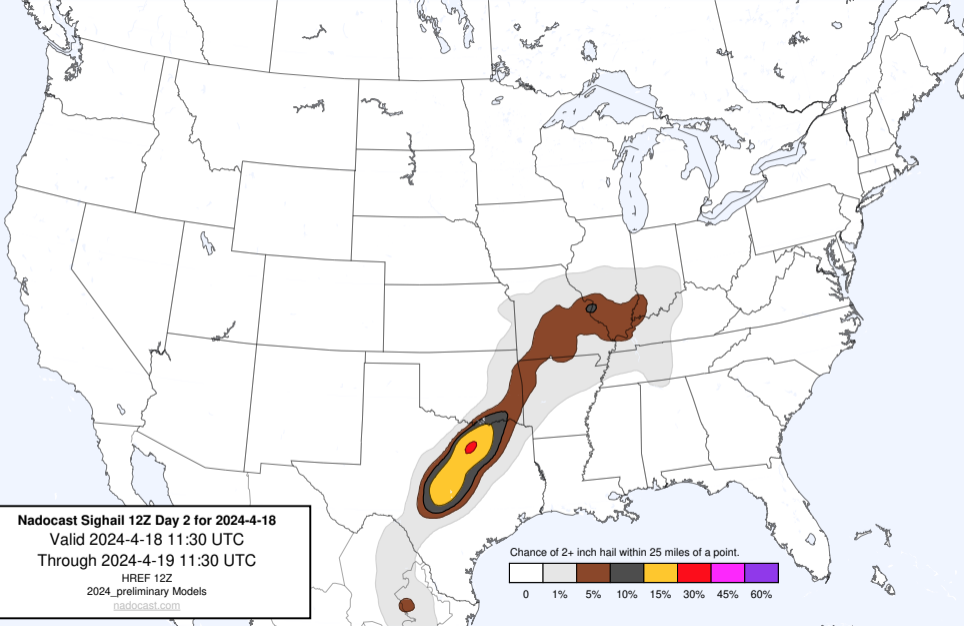 Nadocast Sighail 12Z Day 2 for 2024-4-18
Valid 2024-4-18 11:30 UTC
Through 2024-4-19 11:30 UTC
HREF 12Z
2024_preliminary Models
nadocast.com
Chance of 2+ inch hail within 25 miles of a point.
0 1% 5% 10% 15% 30% 45% 60%